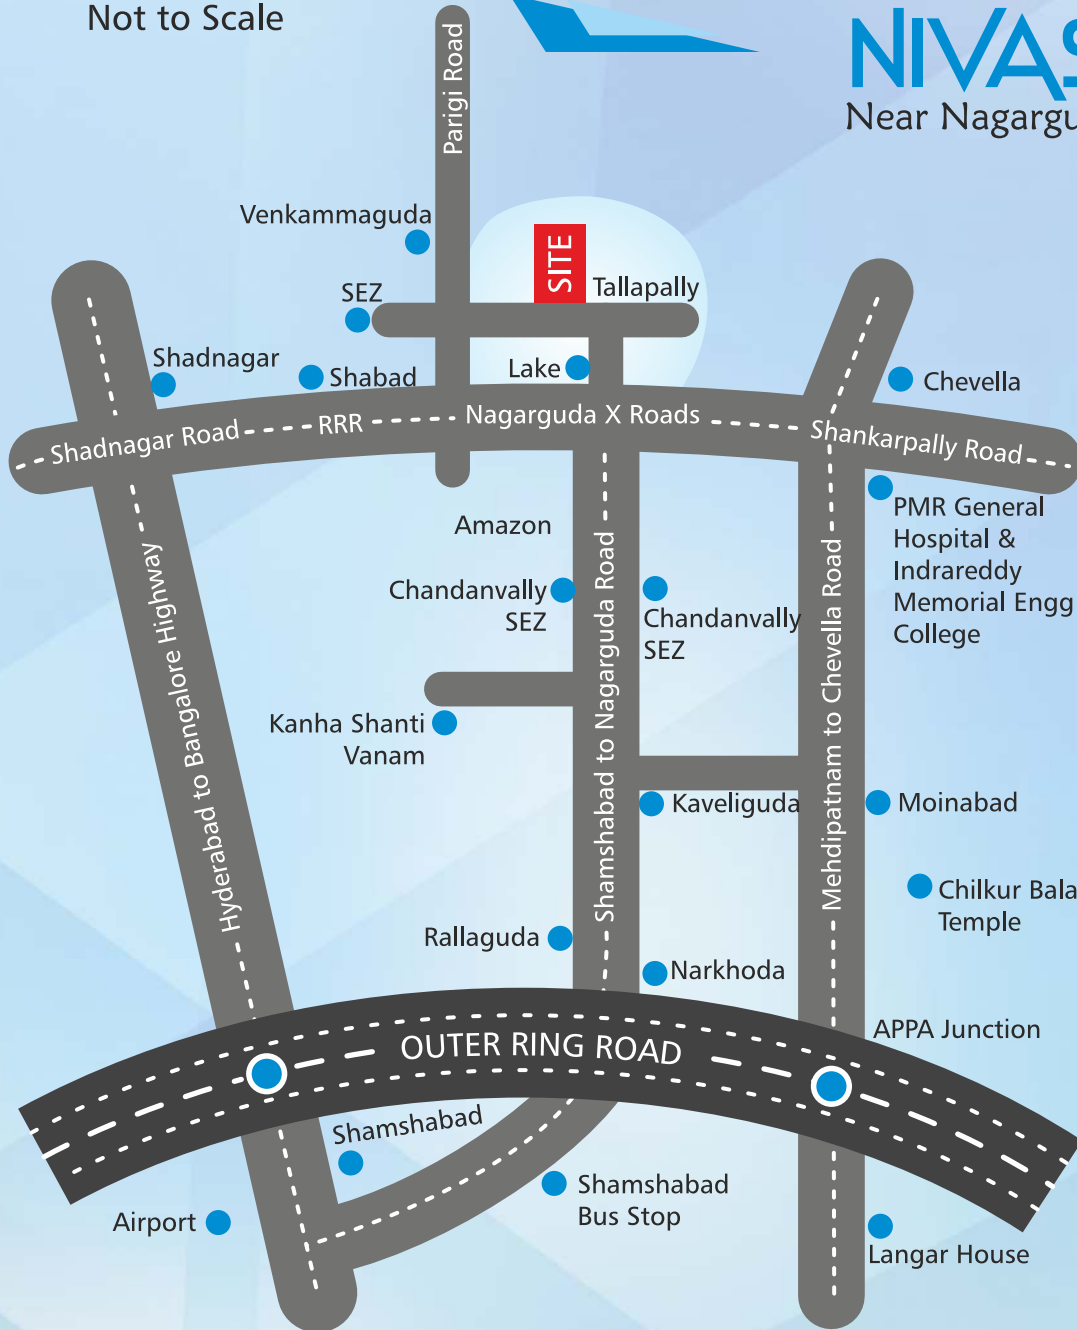 Not to Scale
NIVAS
Near Nagargu
Parigi Road
Venkammaguda
SITE
Tallapally
SEZ
Shadnagar
Shabad
Lake
Chevella
Shadnagar Road
RRR
Nagarguda X Roads
Shankarpally Road
PMR General
Hospital &
Indrareddy
Memorial Engg
College
Amazon
Chandanvally
SEZ
Chandanvally
SEZ
Hyderabad to Bangalore Highway
Shamshabad to Nagarguda Road
Mehdipatnam to Chevella Road
Kanha Shanti
Vanam
Kaveliguda
Moinabad
Chilkur Bala
Temple
Rallaguda
Narkhoda
APPA Junction
OUTER RING ROAD
Shamshabad
Shamshabad
Bus Stop
Airport
Langar House